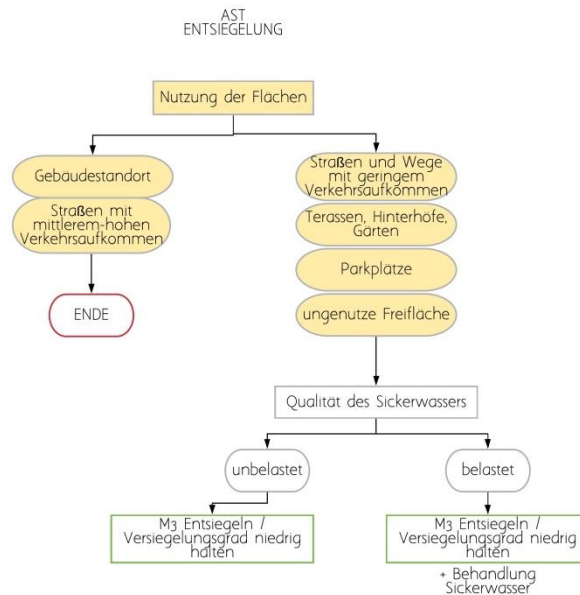 AST
ENTSIEGELUNG
Nutzung der Flächen
Gebäudestandort
Straßen mit
mittlerem-hohen
Verkehrsaufkommen
ENDE
Straßen und Wege
mit geringem
Verkehrsaufkommen
Terassen, Hinterhöfe,
Gärten
Parkplätze
ungenutze Freifläche
Qualität des Sickerwassers
unbelastet
belastet
M3 Entsiegeln /
Versiegelungsgrad niedrig
halten
M3 Entsiegeln /
Versiegelungsgrad niedrig
halten
+ Behandlung
Sickerwasser